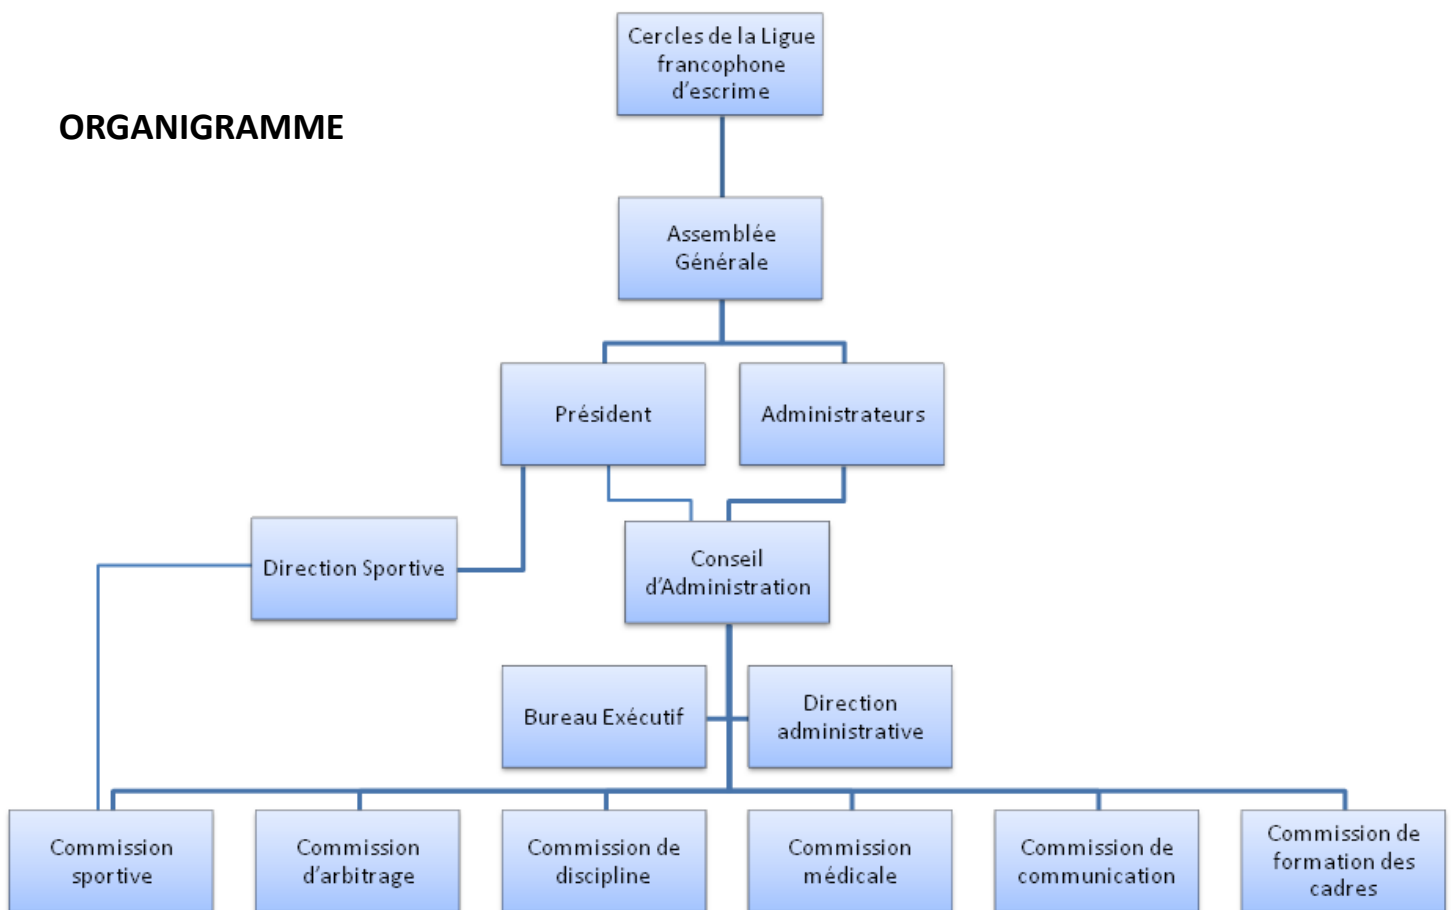 Cercles de la Ligue
francophone
d'escrime
ORGANIGRAMME
Assemblée
Générale
Président
Administrateurs
Direction Sportive
Conseil
d'Administration
Bureau Exécutif
Direction
administrative
Commission
sportive
Commission
d'arbitrage
Commission de
discipline
Commission
médicale
Commission de
communication
Commission de
formation des
cadres